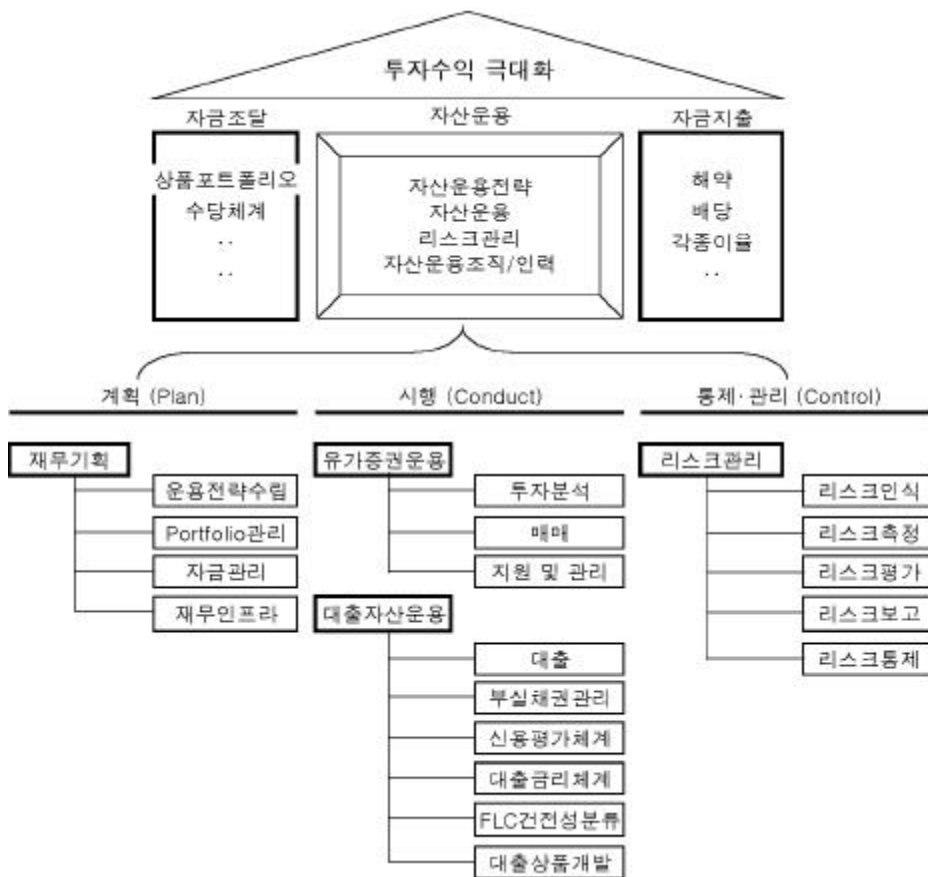 투자수익 극대화
자금조달
자산운용
자금지출
상품포트폴리오
수당체계
··
··
자산운용전략
자산운용
리스크관리
자산운용조직/인력
해약
배당
각종이율
··
계획 (Plan)
시행 (Conduct)
통제·관리 (Control)
재무기획
운용전략수립
Portfolio관리
자금관리
재무인프라
유가증권운용
투자분석
매매
지원 및 관리
대출자산운용
대출
부실채권관리
신용평가체계
대출금리체계
FLC건전성분류
대출상품개발
리스크관리
리스크인식
리스크측정
리스크평가
리스크보고
리스크통제